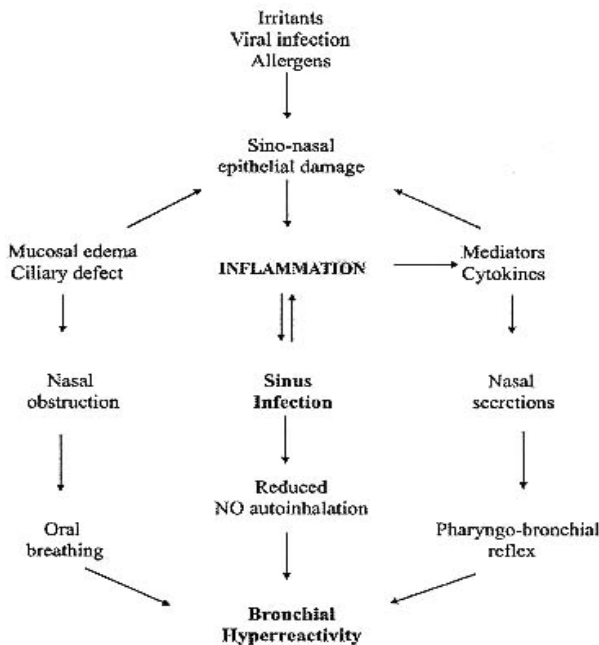 Irritants
Viral infection
Allergens
Sino-nasal
epithelial damage
Mucosal edema
Ciliary defect
INFLAMMATION
Mediators
Cytokines
Nasal
obstruction
Sinus
Infection
Nasal
secretions
Reduced
NO autoinhalation
Oral
breathing
Pharyngo-bronchial
reflex
Bronchial
Hyperreactivity